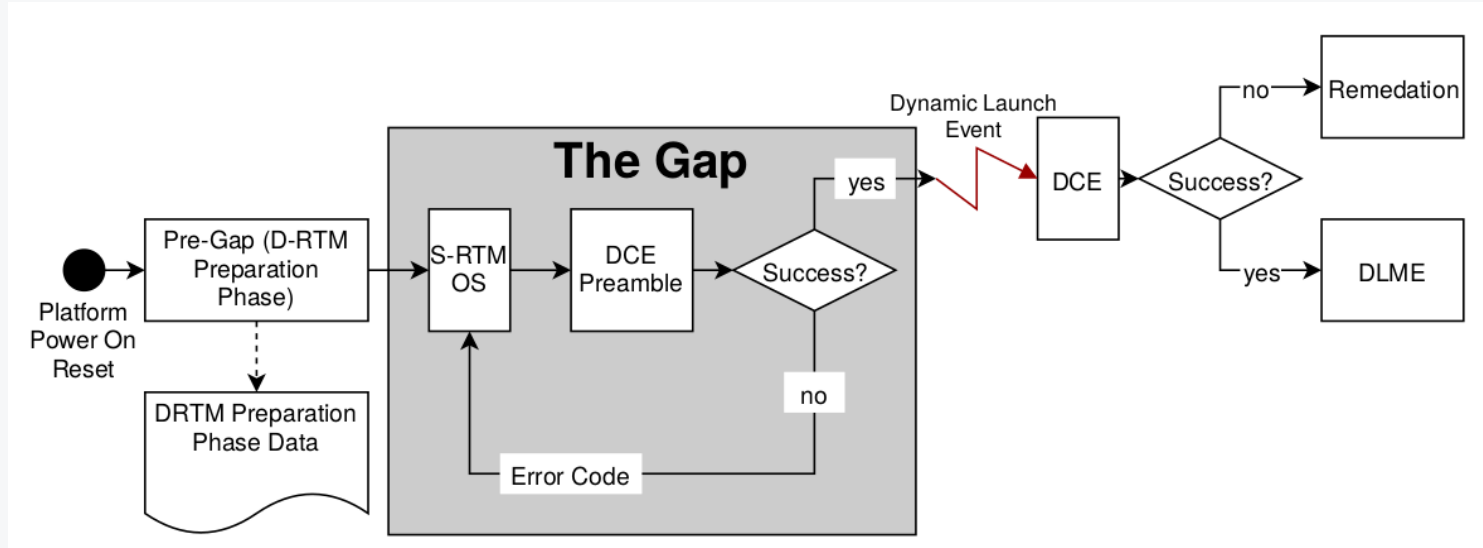 The Gap
Platform
Power On
Reset
Pre-Gap (D-RTM
Preparation
Phase)
DRTM Preparation
Phase Data
S-RTM
OS
DCE
Preamble
Success?
yes
no
Error Code
Dynamic Launch
Event
DCE
Success?
no
Remedation
yes
DLME